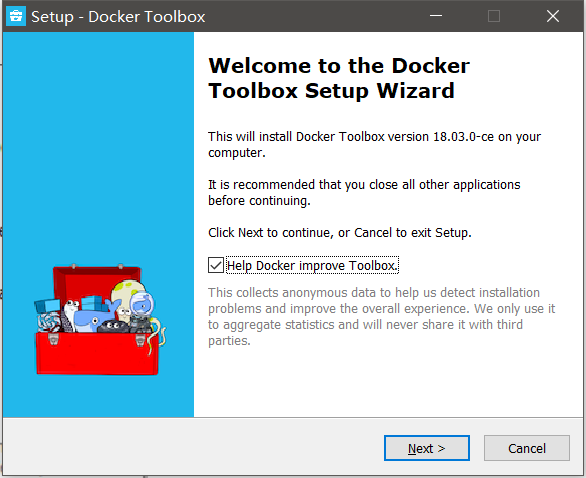 Setup - Docker Toolbox
Welcome to the Docker
Toolbox Setup Wizard
This will install Docker Toolbox version 18.03.0-ce on your
computer.
It is recommended that you close all other applications
before continuing.
Click Next to continue, or Cancel to exit Setup.
Help Docker improve Toolbox.
This collects anonymous data to help us detect installation
problems and improve the overall experience. We only use it
to aggregate statistics and will never share it with third
parties.
Next >
Cancel